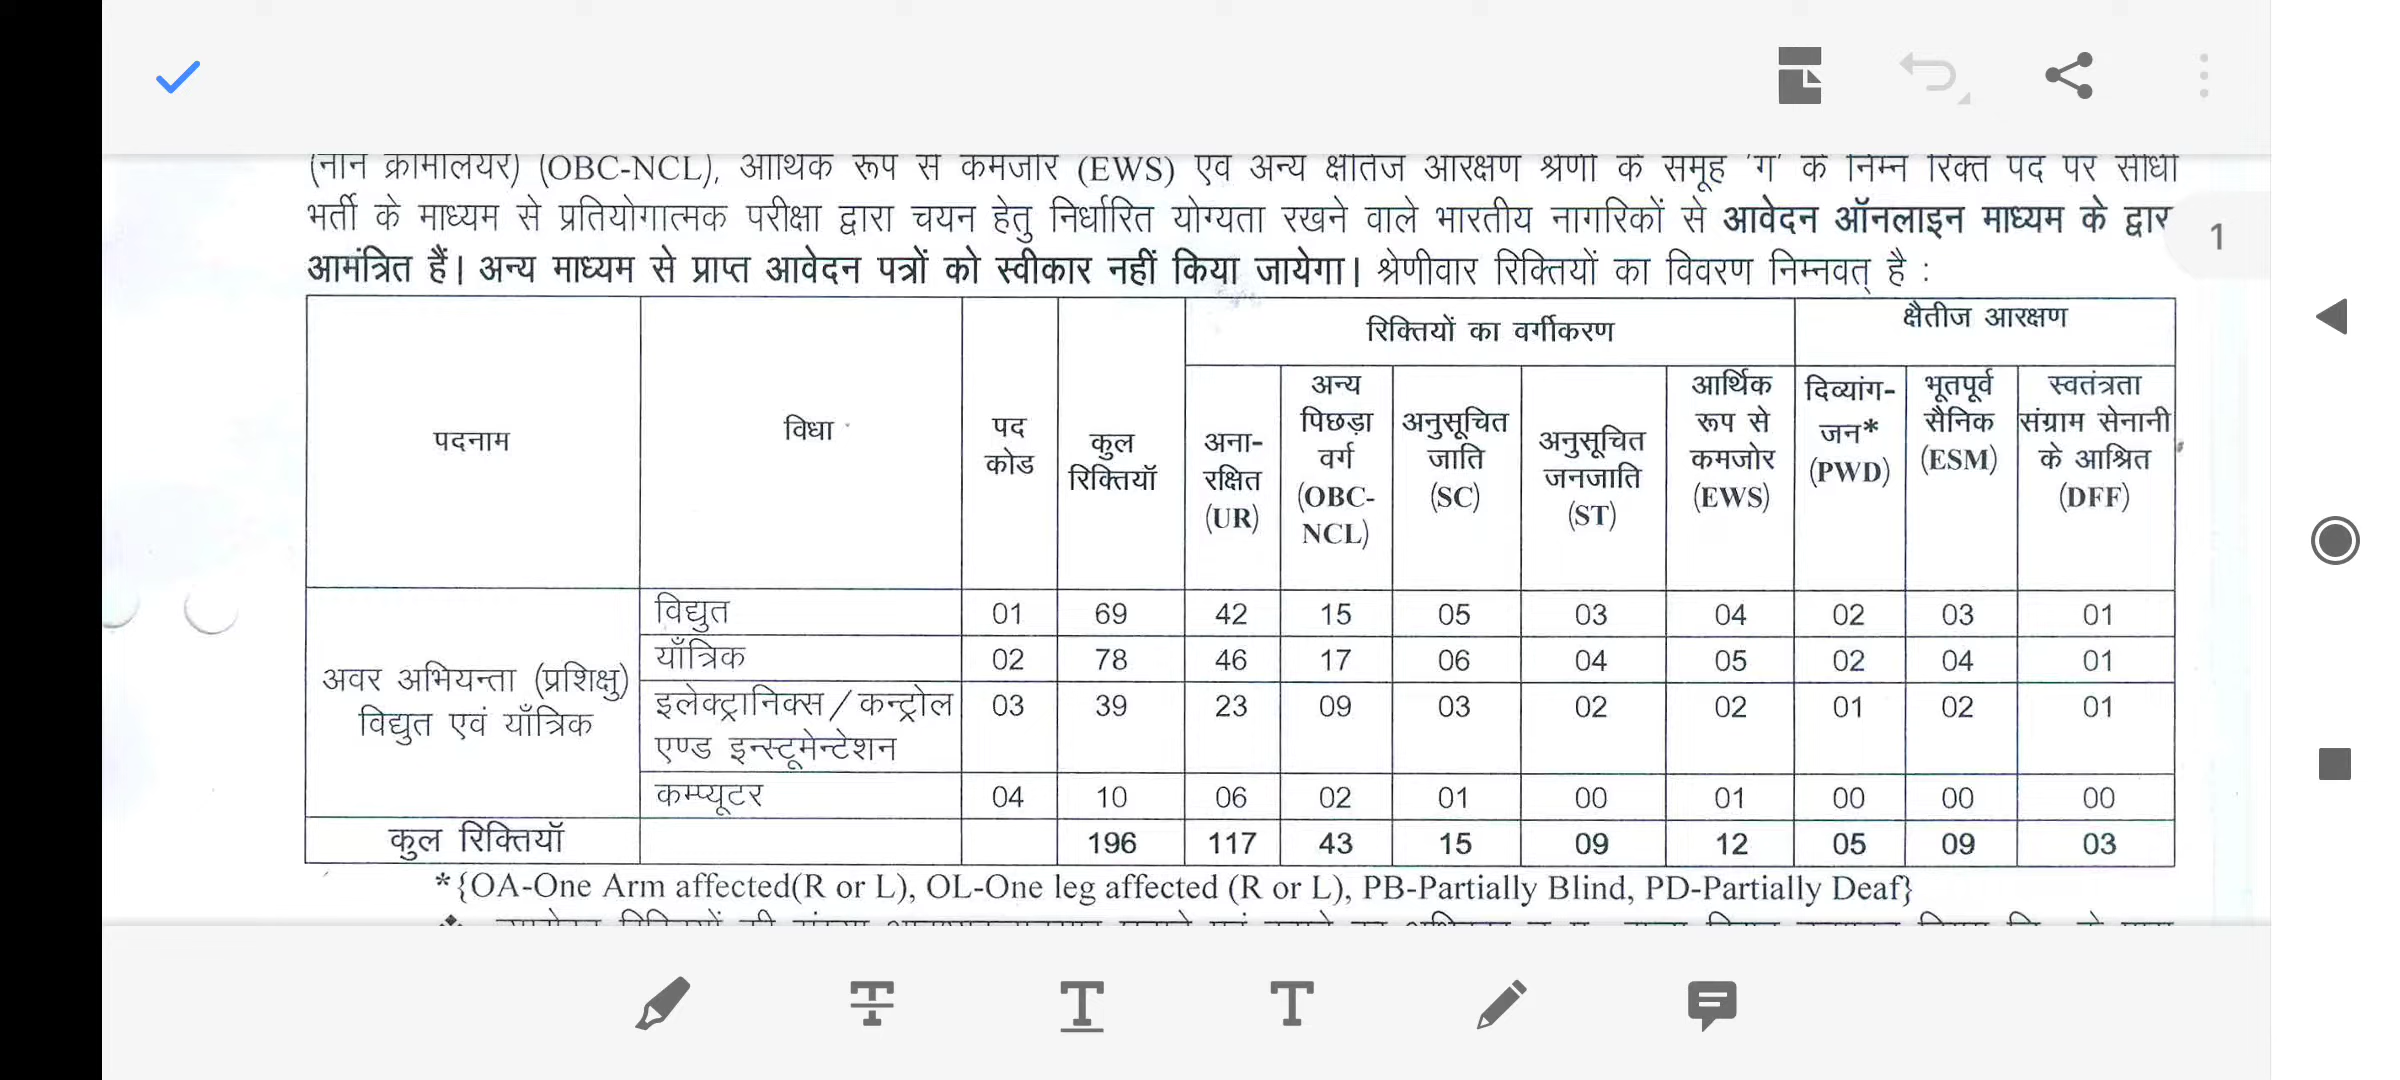 (नॉन क्रीमीलेयर) (OBC-NCL), आर्थिक रूप से कमजोर (EWS) एवं अन्य क्षैतिज आरक्षण श्रेणी के समूह 'ग' के निम्न रिक्त पद पर सीधी
भर्ती के माध्यम से प्रतियोगात्मक परीक्षा द्वारा चयन हेतु निर्धारित योग्यता रखने वाले भारतीय नागरिकों से आवेदन ऑनलाइन माध्यम के द्वार
आमंत्रित हैं। अन्य माध्यम से प्राप्त आवेदन पत्रों को स्वीकार नहीं किया जायेगा। श्रेणीवार रिक्तियों का विवरण निम्नवत् है :
1
पदनाम विधा पद कोड कुल रिक्तियॉ रिक्तियों का वर्गीकरण क्षैतीज आरक्षण
अना-रक्षित (UR) अन्य पिछड़ा वर्ग (OBC-NCL) अनुसूचित जाति (SC) अनुसूचित जनजाति (ST) आर्थिक रूप से कमजोर (EWS) दिव्यांग-जन* (PWD) भूतपूर्व सैनिक (ESM) स्वतंत्रता संग्राम सेनानी के आश्रित (DFF)
अवर अभियन्ता (प्रशिक्षु)
विद्युत एवं याँत्रिक
विद्युत 01 69 42 15 05 03 04 02 03 01
याँत्रिक 02 78 46 17 06 04 05 02 04 01
इलेक्ट्रानिक्स/कन्ट्रोल 03 39 23 09 03 02 02 01 02 01
एण्ड इन्स्टूमेन्टेशन
कम्प्यूटर 04 10 06 02 01 00 01 00 00 00
कुल रिक्तियॉ 196 117 43 15 09 12 05 09 03
*{OA-One Arm affected(R or L), OL-One leg affected (R or L), PB-Partially Blind, PD-Partially Deaf}